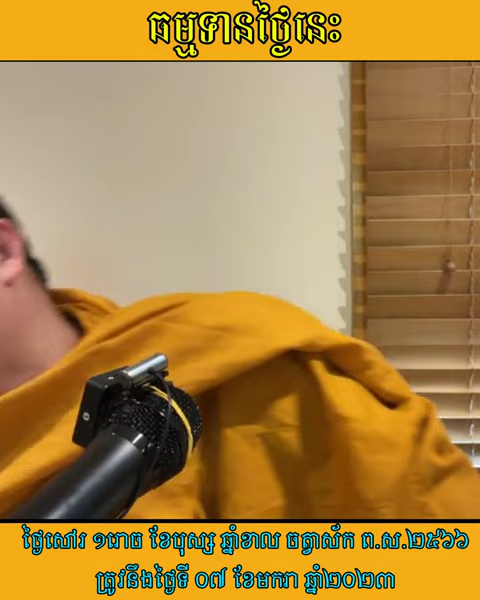 ធម្មទានថ្ងៃនេះ
ថ្ងៃសៅរ ១រោច ខែបុស្ស ឆ្នាំខាល ចត្វាស័ក ព.ស.២៥៦៦
ត្រូវនឹងថ្ងៃទី ០៧ ខែមករា ឆ្នាំ២០២៣